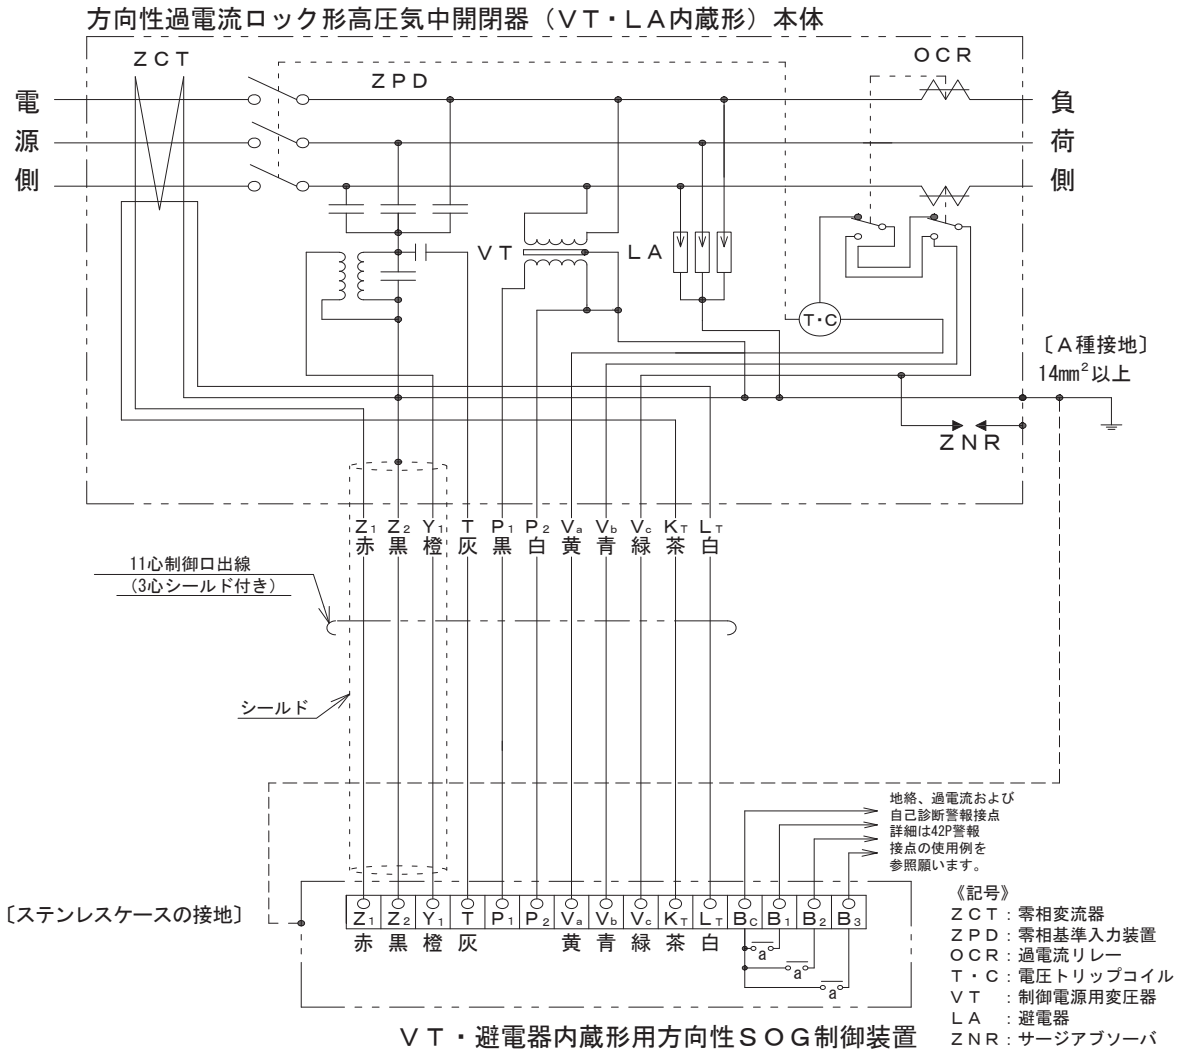 方向性過電流ロック形高圧気中開閉器（ＶＴ・ＬＡ内蔵形）本体
ＺＣＴ
ＺＰＤ
ＯＣＲ
電源側
負荷側
ＶＴ
ＬＡ
Ｔ・Ｃ
〔Ａ種接地〕
14mm²以上
ＺＮＲ
Z₁ Z₂ Y₁ T P₁ P₂ Va Vb Vc KT LT
赤 黒 橙 灰 黒 白 黄 青 緑 茶 白
11心制御口出線
(3心シールド付き)
シールド
地絡、過電流および
自己診断警報接点
詳細は42P警報
接点の使用例を
参照願います。
〔ステンレスケースの接地〕
Z₁ Z₂ Y₁ T P₁ P₂ Va Vb Vc KT LT BC B₁ B₂ B₃
赤 黒 橙 灰 黄 青 緑 茶 白
a
a
a
《記号》
ＺＣＴ：零相変流器
ＺＰＤ：零相基準入力装置
ＯＣＲ：過電流リレー
Ｔ・Ｃ：電圧トリップコイル
ＶＴ：制御電源用変圧器
ＬＡ：避電器
ＺＮＲ：サージアブソーバ
ＶＴ・避電器内蔵形用方向性ＳＯＧ制御装置